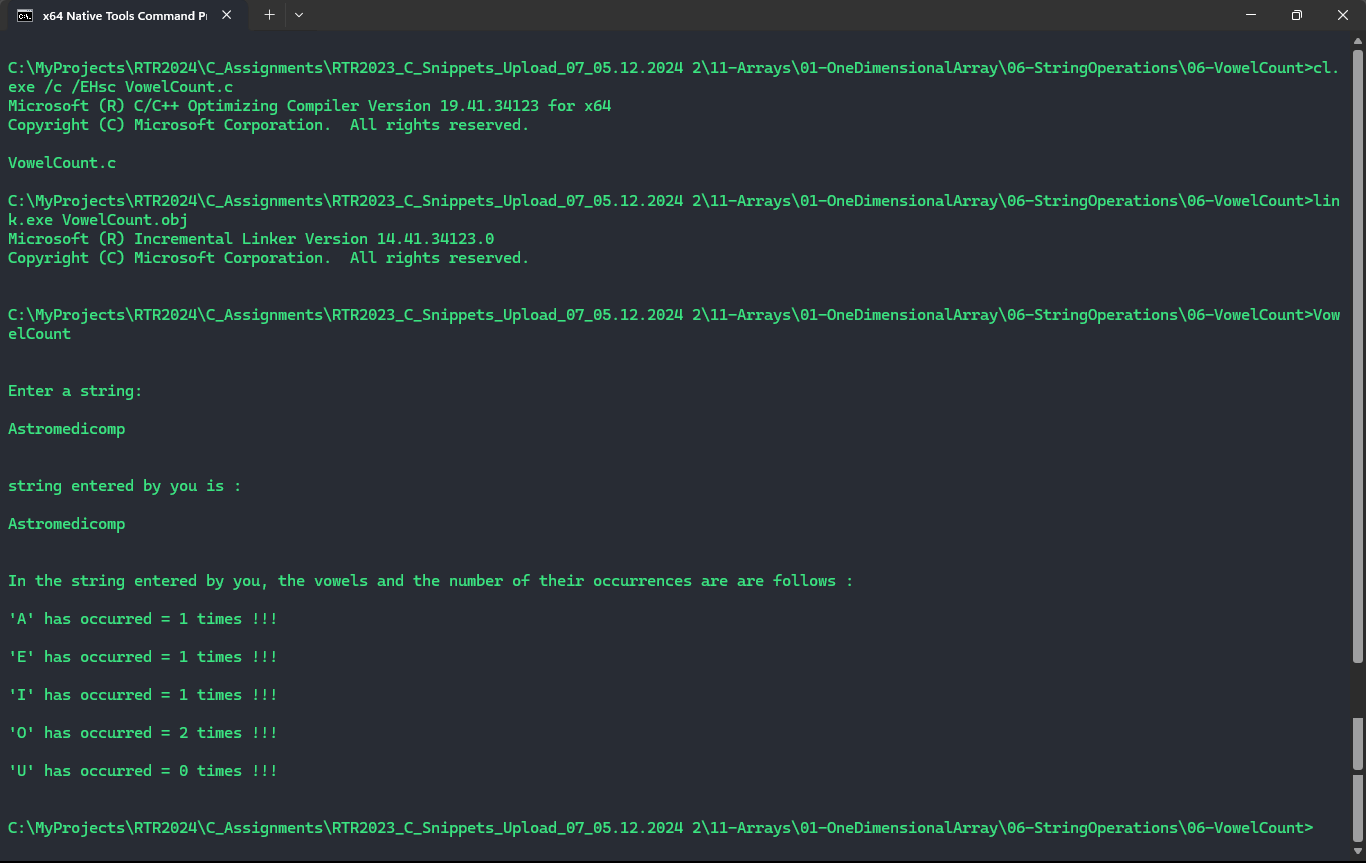 x64 Native Tools Command Pr
C:\MyProjects\RTR2024\C_Assignments\RTR2023_C_Snippets_Upload_07_05.12.2024 2\11-Arrays\01-OneDimensionalArray\06-StringOperations\06-VowelCount>cl.
exe /c /EHsc VowelCount.c
Microsoft (R) C/C++ Optimizing Compiler Version 19.41.34123 for x64
Copyright (C) Microsoft Corporation.  All rights reserved.
VowelCount.c
C:\MyProjects\RTR2024\C_Assignments\RTR2023_C_Snippets_Upload_07_05.12.2024 2\11-Arrays\01-OneDimensionalArray\06-StringOperations\06-VowelCount>lin
k.exe VowelCount.obj
Microsoft (R) Incremental Linker Version 14.41.34123.0
Copyright (C) Microsoft Corporation.  All rights reserved.
C:\MyProjects\RTR2024\C_Assignments\RTR2023_C_Snippets_Upload_07_05.12.2024 2\11-Arrays\01-OneDimensionalArray\06-StringOperations\06-VowelCount>Vow
elCount
Enter a string:
Astromedicomp
string entered by you is :
Astromedicomp
In the string entered by you, the vowels and the number of their occurrences are are follows :
'A' has occurred = 1 times !!!
'E' has occurred = 1 times !!!
'I' has occurred = 1 times !!!
'O' has occurred = 2 times !!!
'U' has occurred = 0 times !!!
C:\MyProjects\RTR2024\C_Assignments\RTR2023_C_Snippets_Upload_07_05.12.2024 2\11-Arrays\01-OneDimensionalArray\06-StringOperations\06-VowelCount>